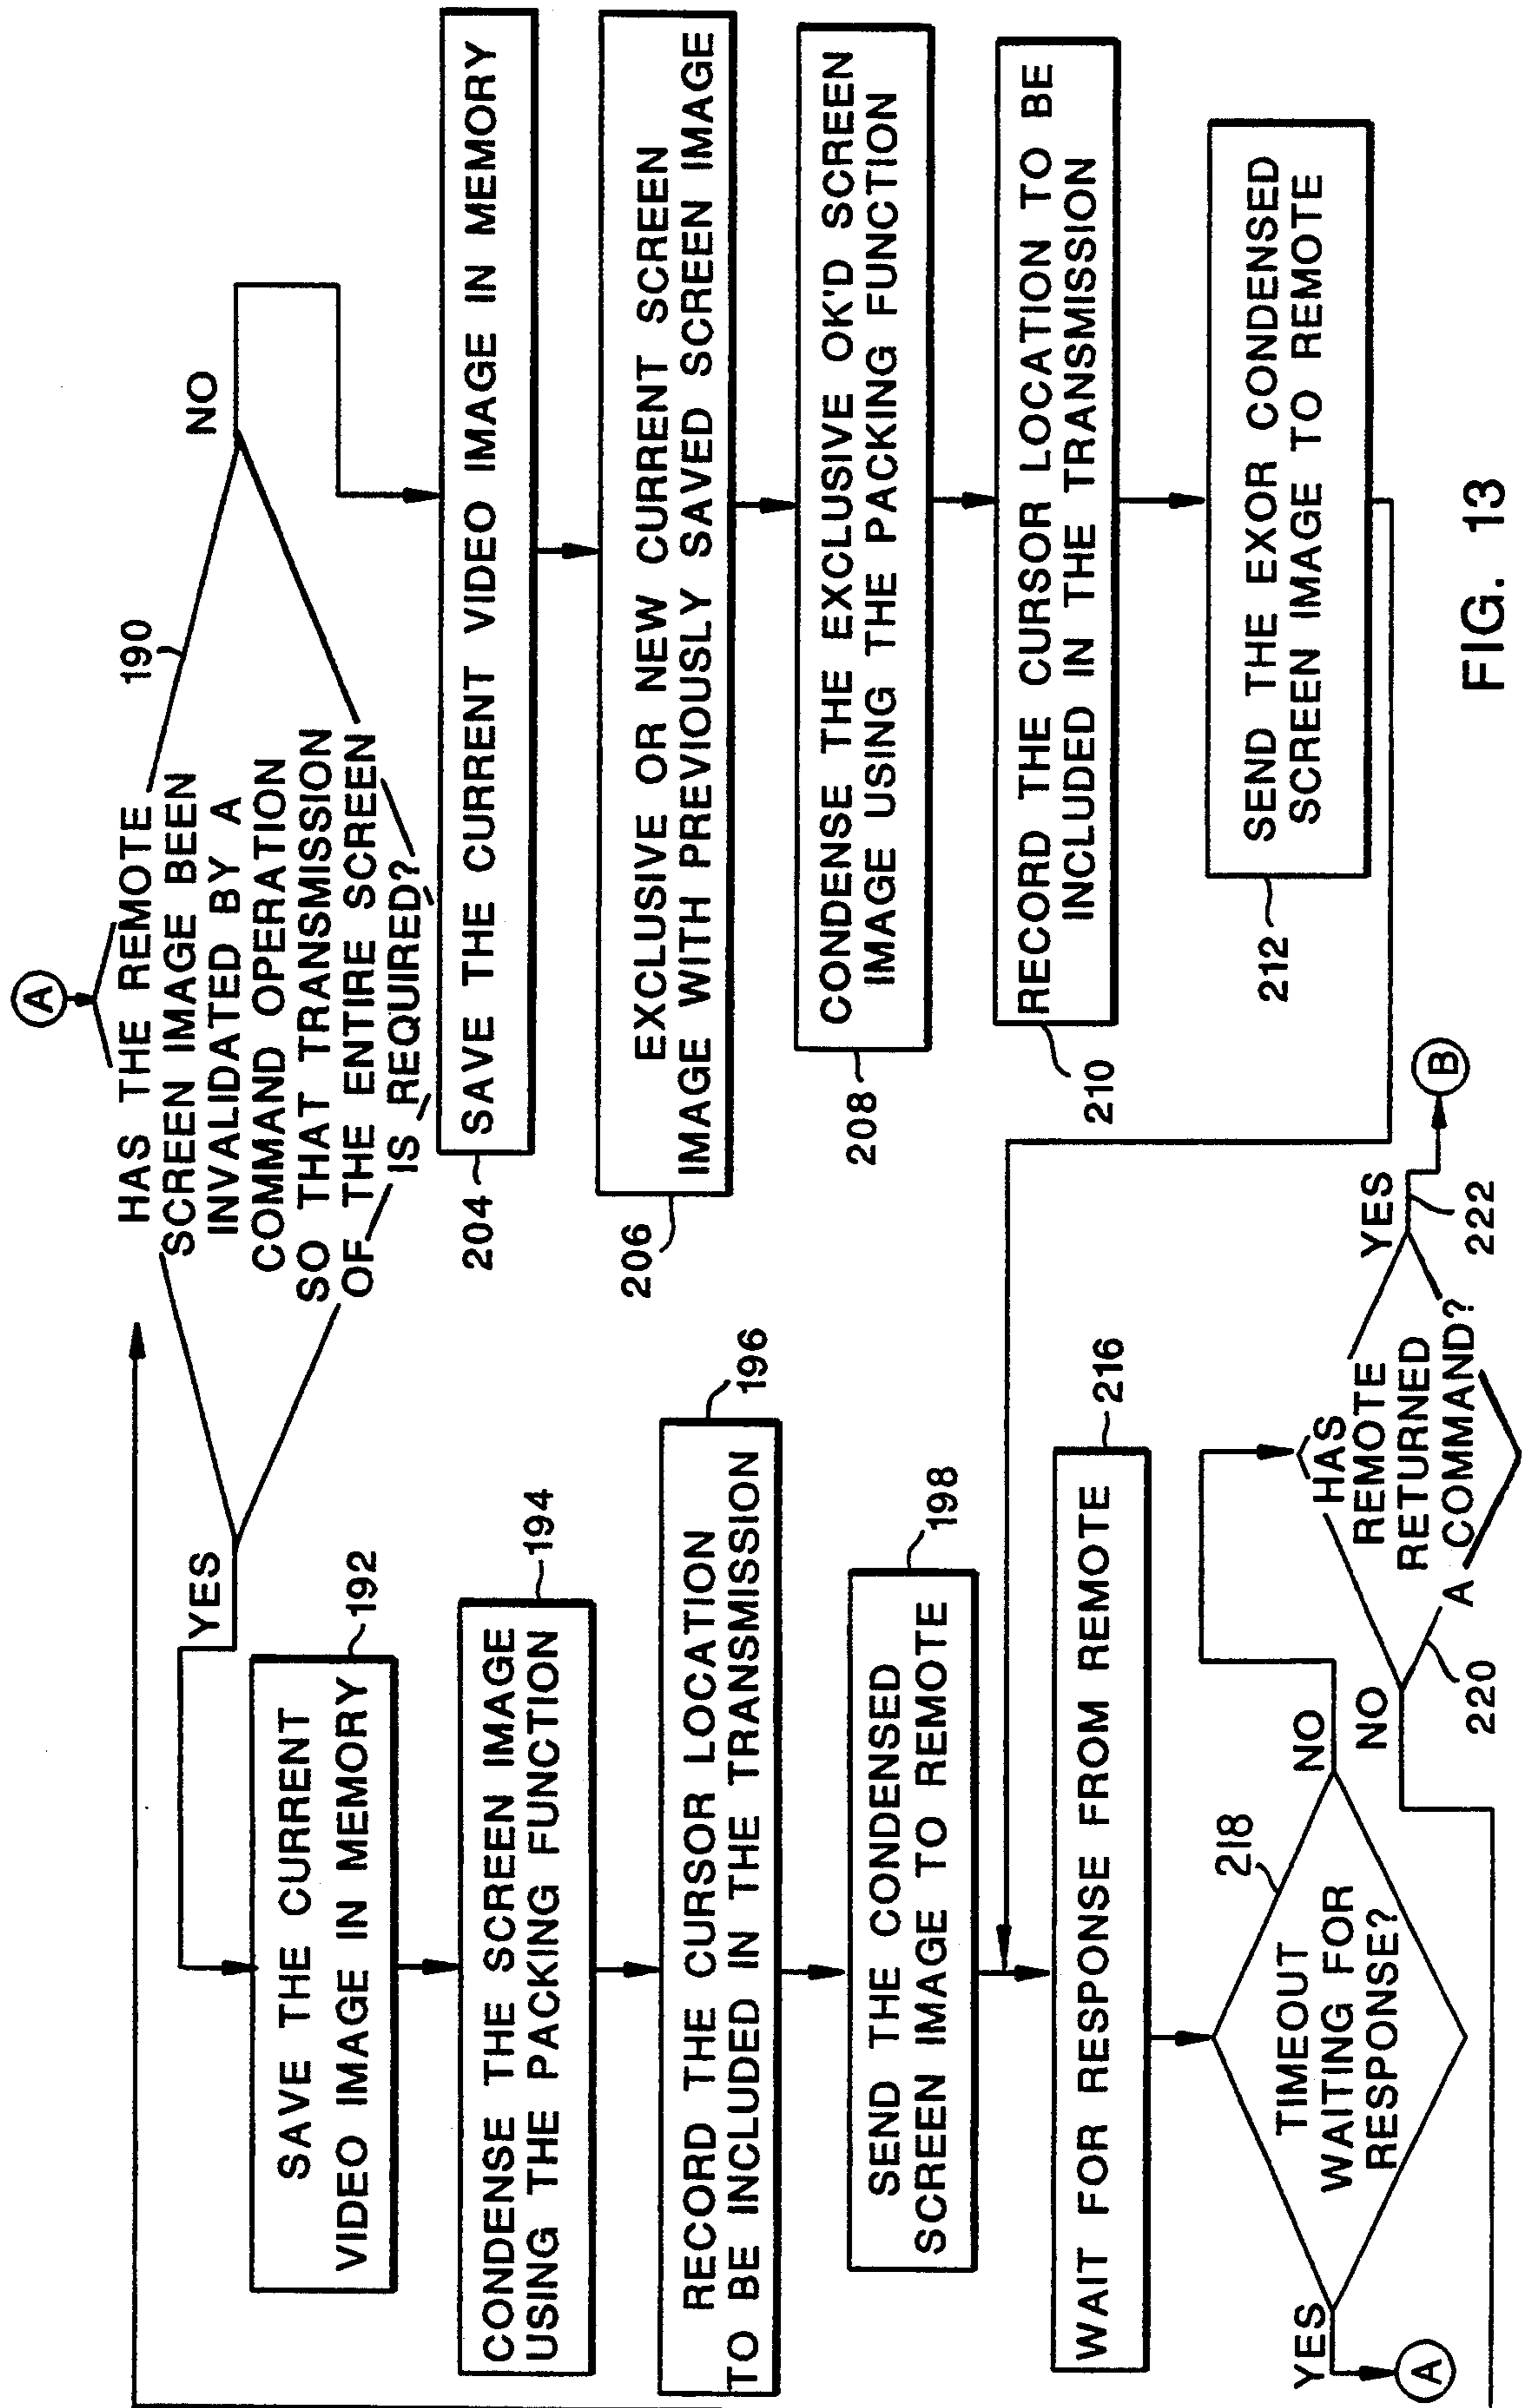 A
HAS THE REMOTE
SCREEN IMAGE BEEN
INVALIDATED BY A
COMMAND OPERATION
SO THAT TRANSMISSION
OF THE ENTIRE SCREEN
IS REQUIRED?
190
YES
NO
SAVE THE CURRENT
VIDEO IMAGE IN MEMORY
192
CONDENSE THE SCREEN IMAGE
USING THE PACKING FUNCTION
194
RECORD THE CURSOR LOCATION
TO BE INCLUDED IN THE TRANSMISSION
196
SEND THE CONDENSED
SCREEN IMAGE TO REMOTE
198
204
SAVE THE CURRENT VIDEO IMAGE IN MEMORY
206
EXCLUSIVE OR NEW CURRENT SCREEN
IMAGE WITH PREVIOUSLY SAVED SCREEN IMAGE
208
CONDENSE THE EXCLUSIVE OK'D SCREEN
IMAGE USING THE PACKING FUNCTION
210
RECORD THE CURSOR LOCATION TO BE
INCLUDED IN THE TRANSMISSION
212
SEND THE EXOR CONDENSED
SCREEN IMAGE TO REMOTE
WAIT FOR RESPONSE FROM REMOTE
216
TIMEOUT
WAITING FOR
RESPONSE?
218
YES
A
NO
HAS
REMOTE
RETURNED
A COMMAND?
NO
220
YES
222
B
FIG. 13